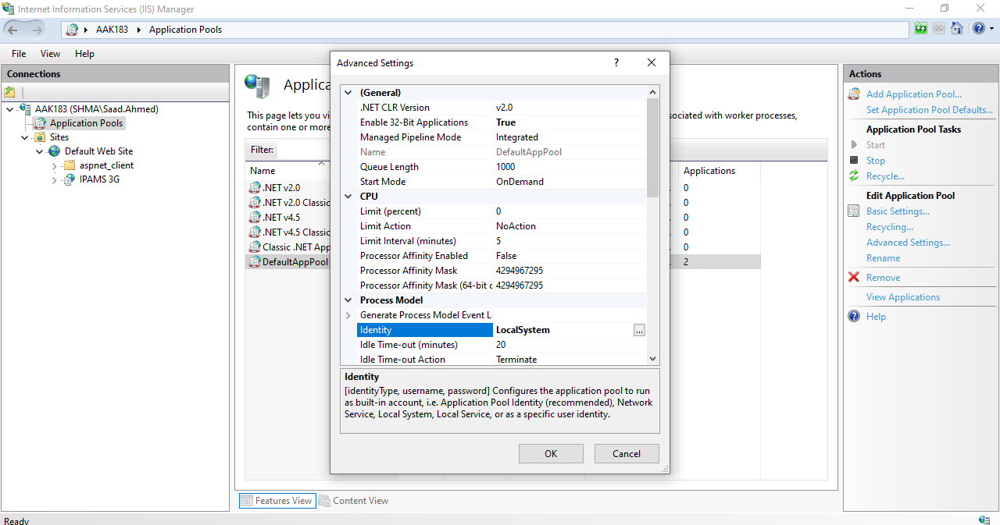 Internet Information Services (IIS) Manager
AAK183
Application Pools
File View Help
Connections
AAK183 (SHMA\Saad.Ahmed)
Application Pools
Sites
Default Web Site
aspnet_client
IPAMS 3G
Applica
This page lets you vi
sociated with worker processes,
contain one or more
Filter:
Name
Applications
.NET v2.0
0
.NET v2.0 Classic
0
.NET v4.5
0
.NET v4.5 Classic
0
Classic .NET App
0
DefaultAppPool
2
Advanced Settings
?
(General)
.NET CLR Version v2.0
Enable 32-Bit Applications True
Managed Pipeline Mode Integrated
Name DefaultAppPool
Queue Length 1000
Start Mode OnDemand
CPU
Limit (percent) 0
Limit Action NoAction
Limit Interval (minutes) 5
Processor Affinity Enabled False
Processor Affinity Mask 4294967295
Processor Affinity Mask (64-bit o 4294967295
Process Model
Generate Process Model Event L
Identity LocalSystem ...
Idle Time-out (minutes) 20
Idle Time-out Action Terminate
Identity
[identityType, username, password] Configures the application pool to run
as built-in account, i.e. Application Pool Identity (recommended), Network
Service, Local System, Local Service, or as a specific user identity.
OK Cancel
Features View Content View
Actions
Add Application Pool...
Set Application Pool Defaults...
Application Pool Tasks
Start
Stop
Recycle...
Edit Application Pool
Basic Settings...
Recycling...
Advanced Settings...
Rename
Remove
View Applications
Help
Ready